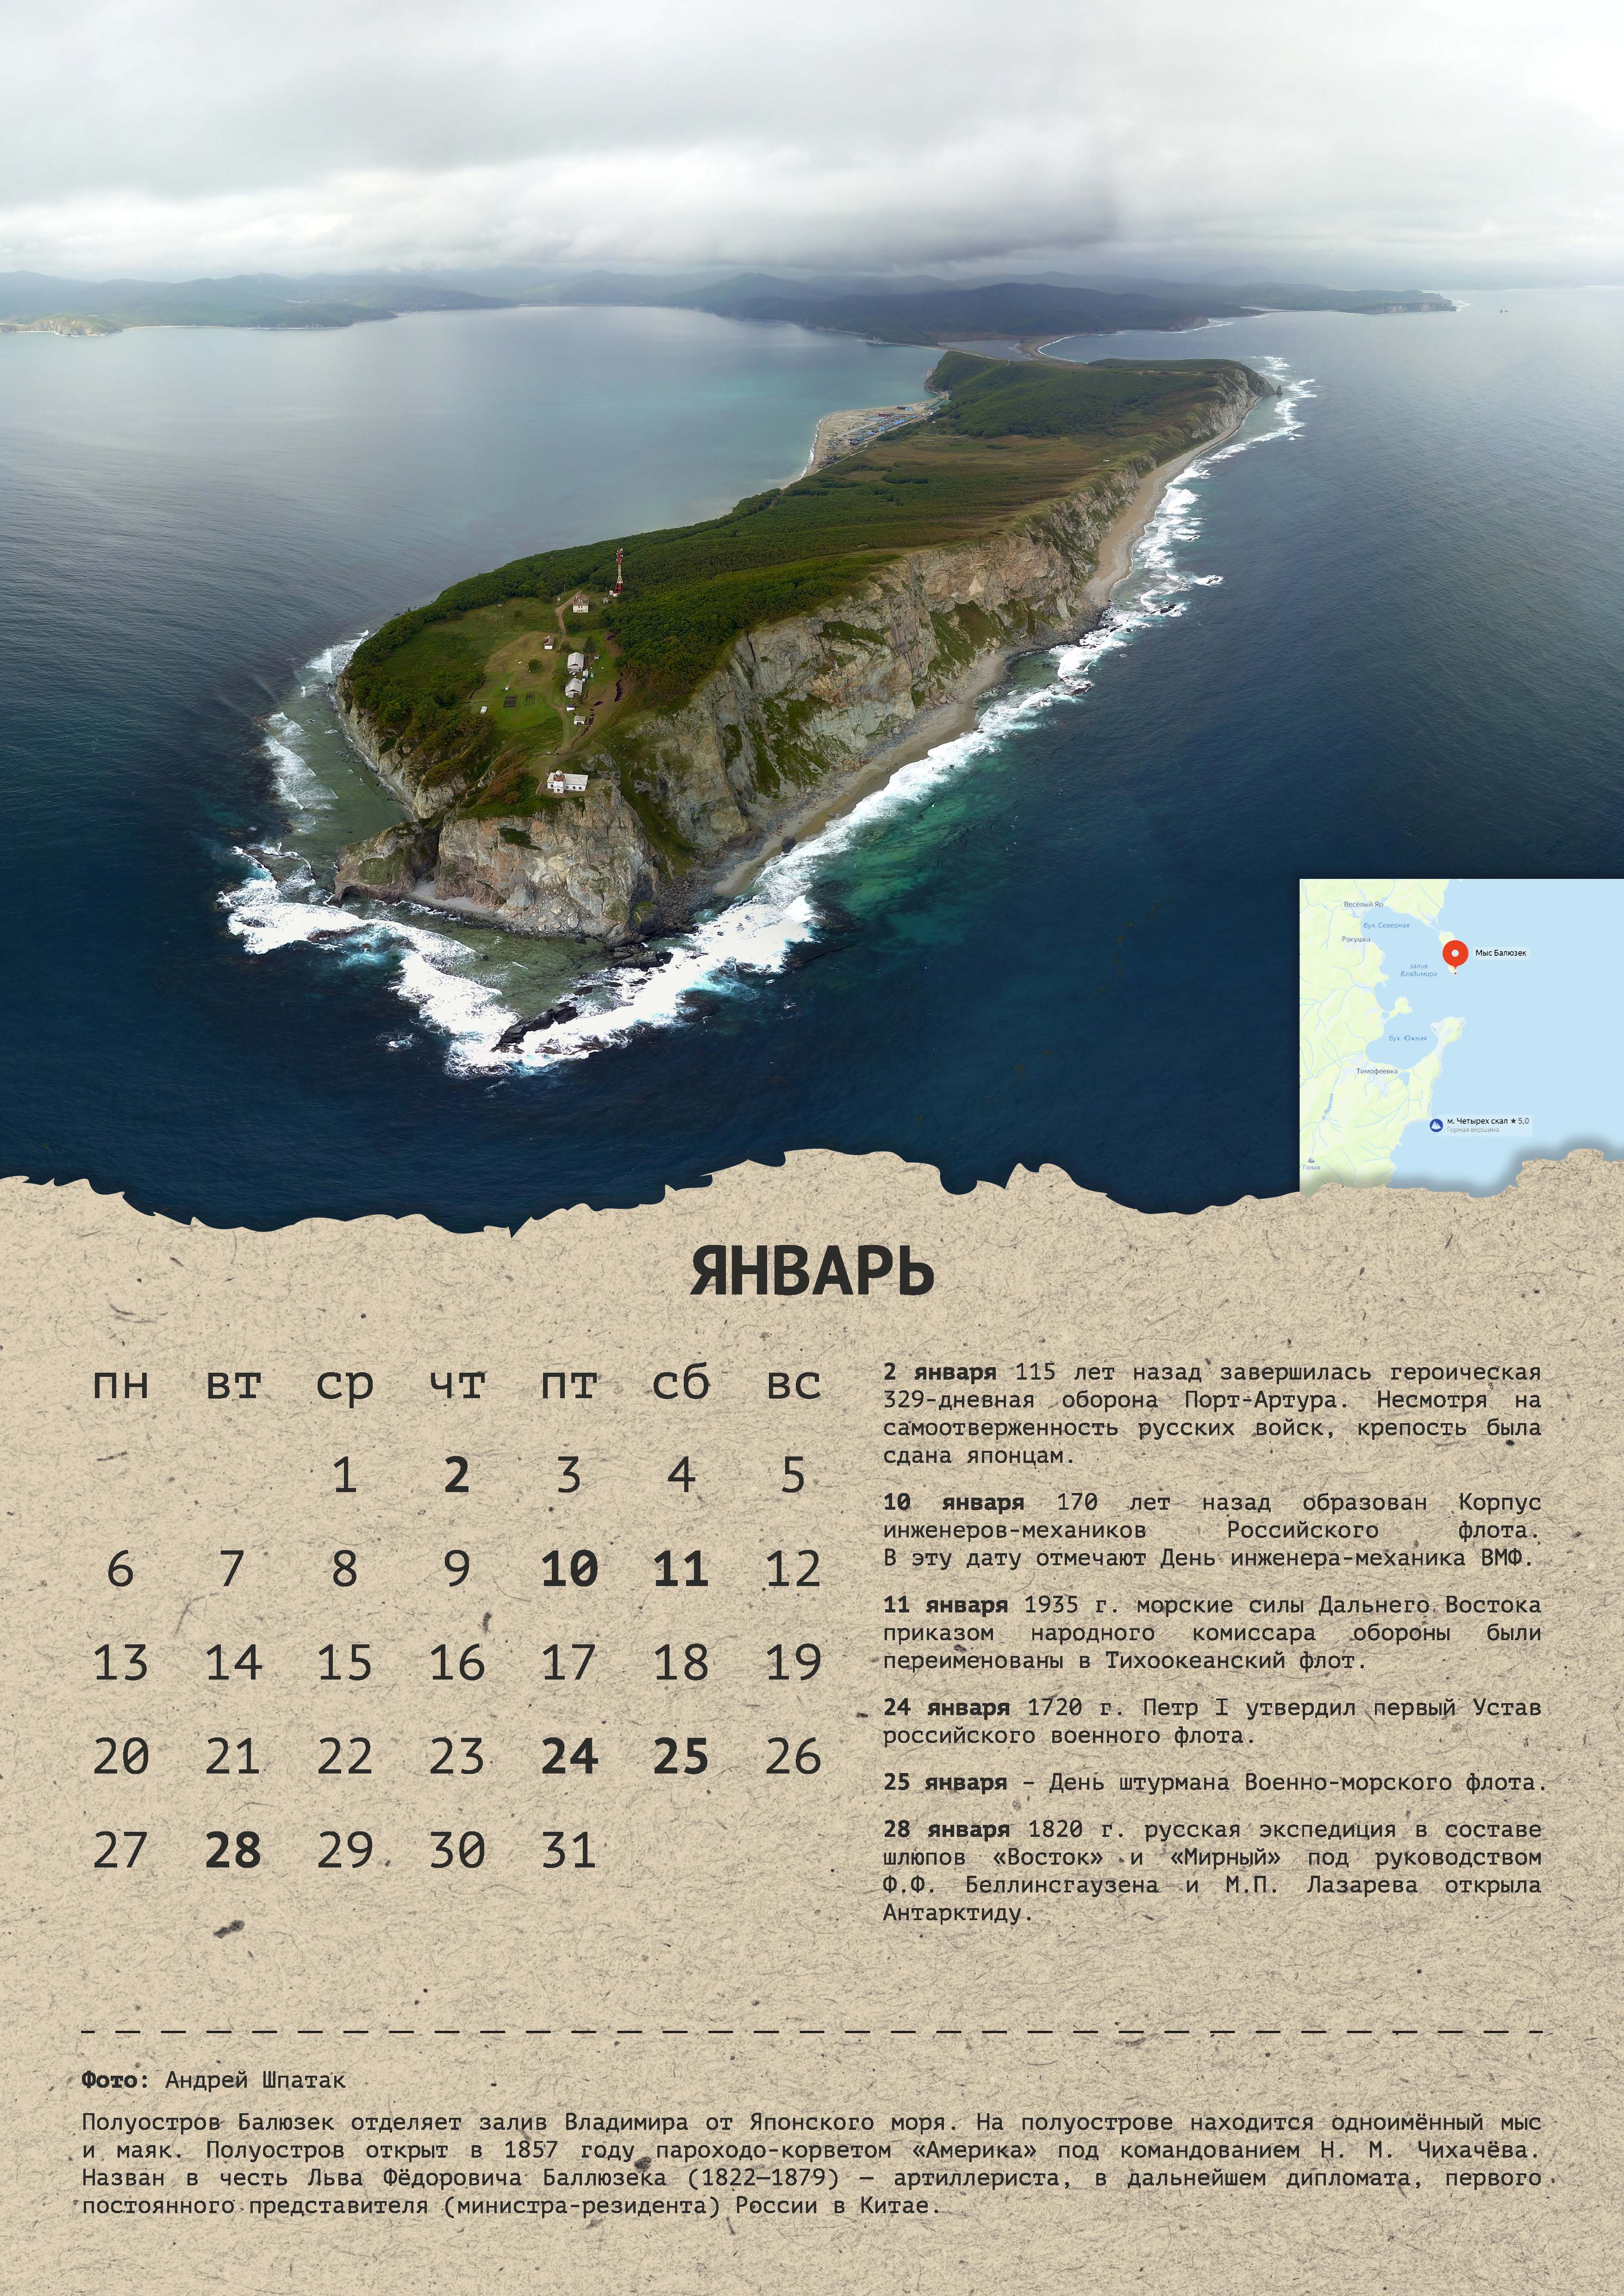 Весёлый Яр
бух. Северная
Ракушка
Мыс Балюзек
залив
Владимира
бух. Южная
Тимофеевка
м. Четырех скал ★ 5,0
Горная вершина
ЯНВАРЬ
пн вт ср чт пт сб вс
1 2 3 4 5
6 7 8 9 10 11 12
13 14 15 16 17 18 19
20 21 22 23 24 25 26
27 28 29 30 31
2 января 115 лет назад завершилась героическая
329-дневная оборона Порт-Артура. Несмотря на
самоотверженность русских войск, крепость была
сдана японцам.
10 января 170 лет назад образован Корпус
инженеров-механиков Российского флота.
В эту дату отмечают День инженера-механика ВМФ.
11 января 1935 г. морские силы Дальнего Востока
приказом народного комиссара обороны были
переименованы в Тихоокеанский флот.
24 января 1720 г. Петр I утвердил первый Устав
российского военного флота.
25 января – День штурмана Военно-морского флота.
28 января 1820 г. русская экспедиция в составе
шлюпов «Восток» и «Мирный» под руководством
Ф.Ф. Беллинсгаузена и М.П. Лазарева открыла
Антарктиду.
Фото: Андрей Шпатак
Полуостров Балюзек отделяет залив Владимира от Японского моря. На полуострове находится одноимённый мыс
и маяк. Полуостров открыт в 1857 году пароходо-корветом «Америка» под командованием Н. М. Чихачёва.
Назван в честь Льва Фёдоровича Баллюзека (1822—1879) — артиллериста, в дальнейшем дипломата, первого
постоянного представителя (министра-резидента) России в Китае.